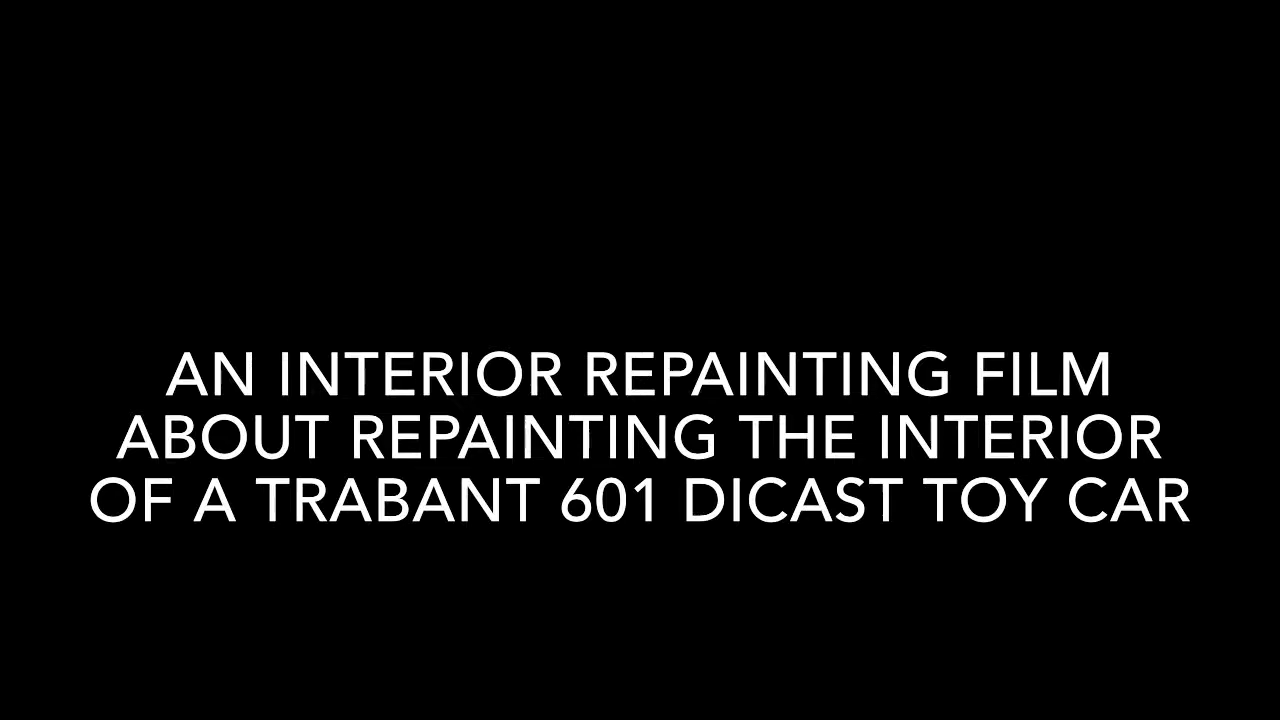 AN INTERIOR REPAINTING FILM
ABOUT REPAINTING THE INTERIOR
OF A TRABANT 601 DICAST TOY CAR